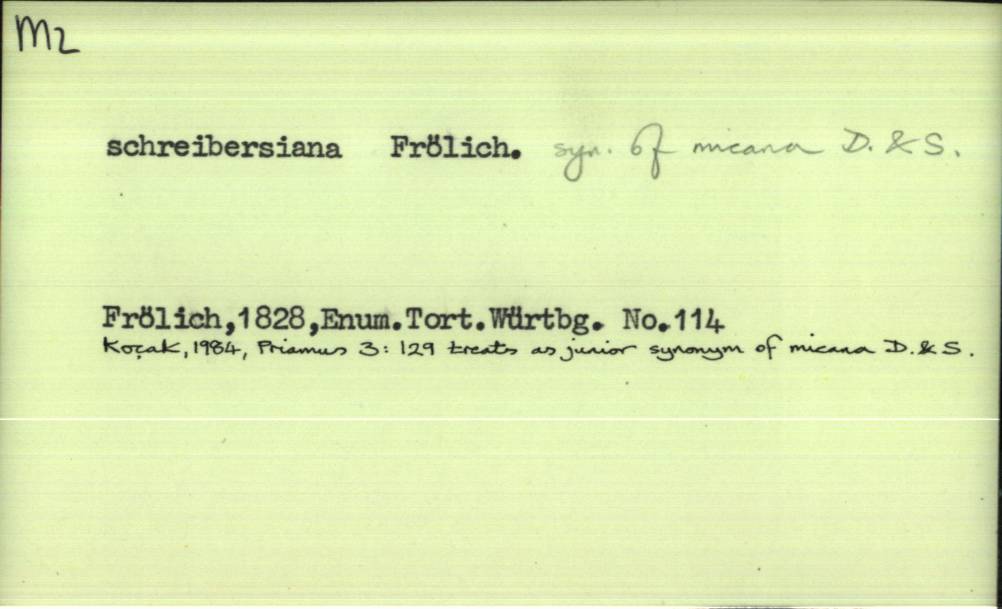 M2
schreibersiana Frölich. syn. of micana D. & S.
Frölich,1828,Enum.Tort.Würtbg. No.114
Koçak, 1984, Priamus 3: 129 treats as junior synonym of micana D. & S.